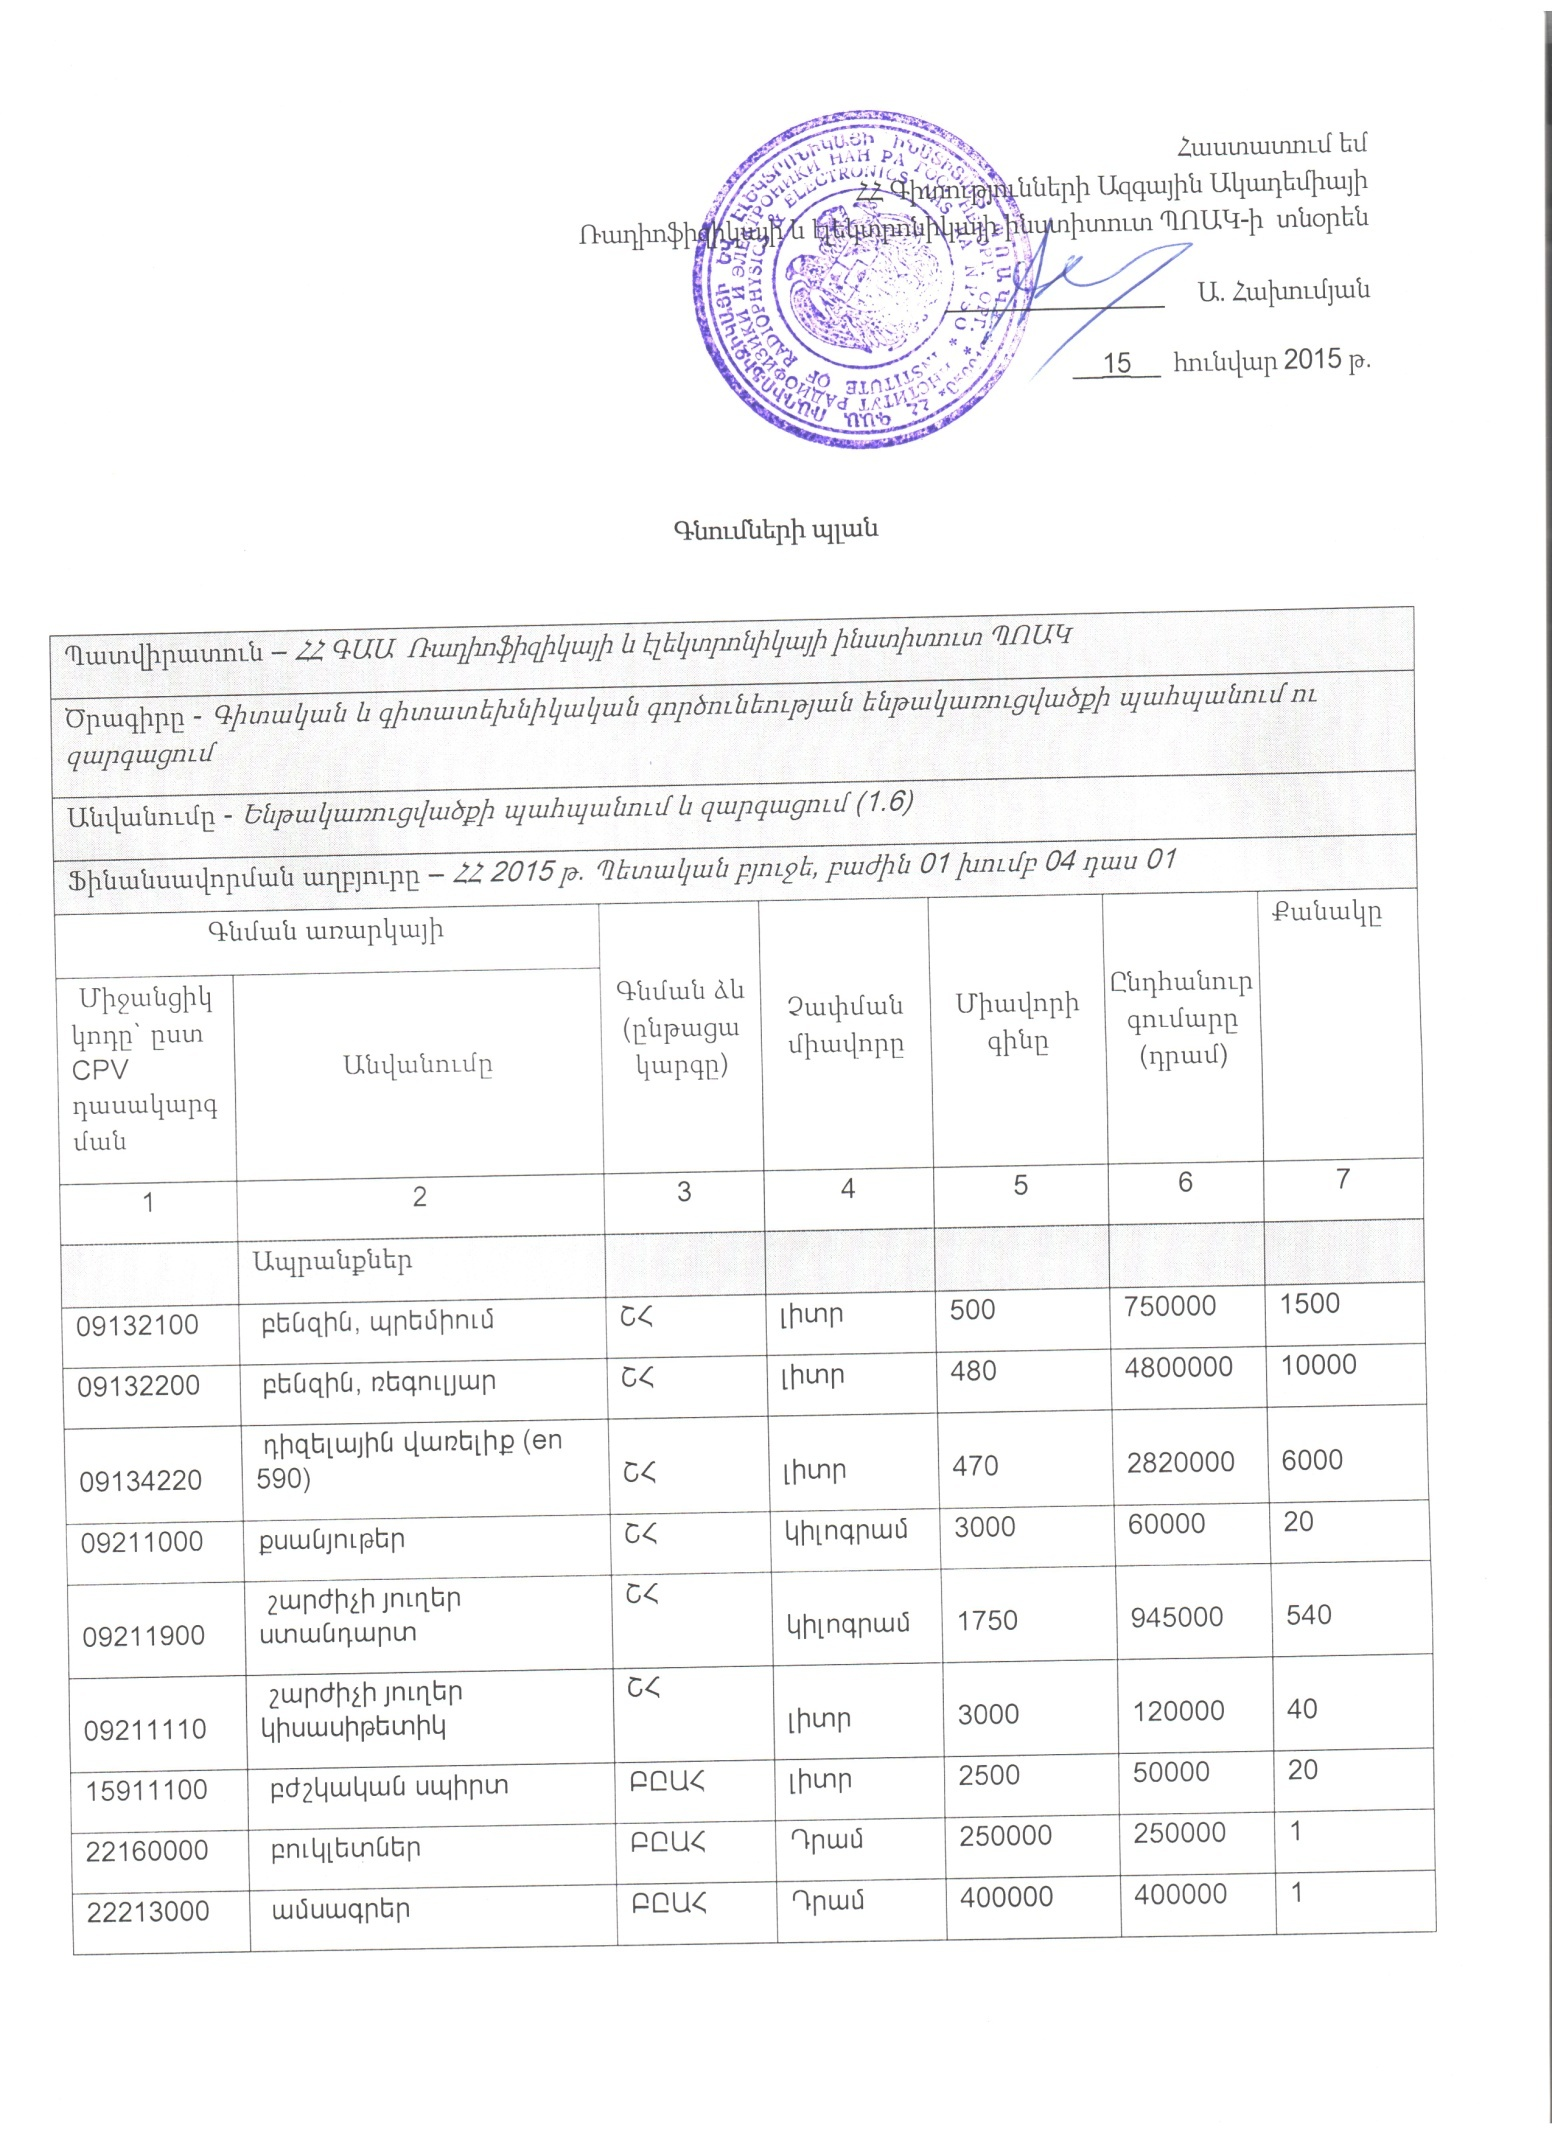 Հաստատում եմ
ՀՀ Գիտությունների Ազգային Ակադեմիայի
Ռադիոֆիզիկայի և էլեկտրոնիկայի ինստիտուտ ՊՈԱԿ-ի տնօրեն
Ա. Հախումյան
15 հունվար 2015 թ.
Գնումների պլան
Պատվիրատուն – ՀՀ ԳԱԱ Ռադիոֆիզիկայի և էլեկտրոնիկայի ինստիտուտ ՊՈԱԿ
Ծրագիրը - Գիտական և գիտատեխնիկական գործունեության ենթակառուցվածքի պահպանում ու
զարգացում
Անվանումը - Ենթակառուցվածքի պահպանում և զարգացում (1.6)
Ֆինանսավորման աղբյուրը – ՀՀ 2015 թ. Պետական բյուջե, բաժին 01 խումբ 04 դաս 01
Գնման առարկայի
Միջանցիկ
կոդը՝ ըստ
CPV
դասակարգ
ման
Անվանումը
Գնման ձև
(ընթացա
կարգը)
Չափման
միավորը
Միավորի
գինը
Ընդհանուր
գումարը
(դրամ)
Քանակը
1 2 3 4 5 6 7
Ապրանքներ
09132100 բենզին, պրեմիում ՇՀ լիտր 500 750000 1500
09132200 բենզին, ռեգուլյար ՇՀ լիտր 480 4800000 10000
դիզելային վառելիք (en
09134220 590) ՇՀ լիտր 470 2820000 6000
09211000 քսանյութեր ՇՀ կիլոգրամ 3000 60000 20
շարժիչի յուղեր ՇՀ
09211900 ստանդարտ կիլոգրամ 1750 945000 540
շարժիչի յուղեր ՇՀ
09211110 կիսասիթետիկ լիտր 3000 120000 40
15911100 բժշկական սպիրտ ԲԸԱՀ լիտր 2500 50000 20
22160000 բուկլետներ ԲԸԱՀ Դրամ 250000 250000 1
22213000 ամսագրեր ԲԸԱՀ Դրամ 400000 400000 1